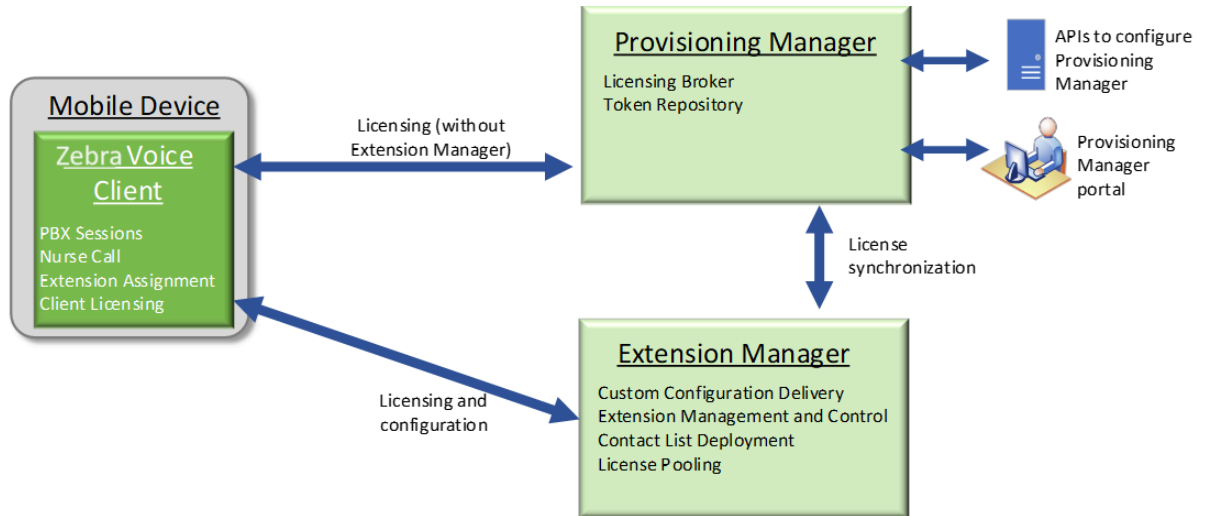 Mobile Device
Zebra Voice
Client
PBX Sessions
Nurse Call
Extension Assignment
Client Licensing
Licensing (without
Extension Manager)
Provisioning Manager
Licensing Broker
Token Repository
APIs to configure
Provisioning
Manager
Provisioning
Manager
portal
License
synchronization
Licensing and
configuration
Extension Manager
Custom Configuration Delivery
Extension Management and Control
Contact List Deployment
License Pooling